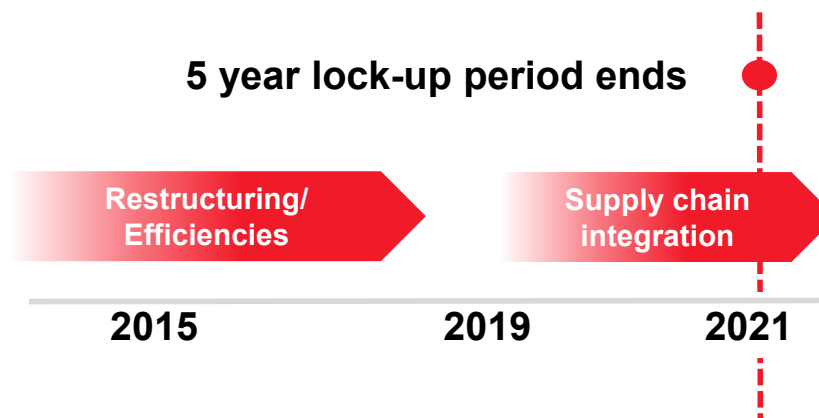 5 year lock-up period ends
Restructuring/
Efficiencies
Supply chain
integration
2015
2019
2021